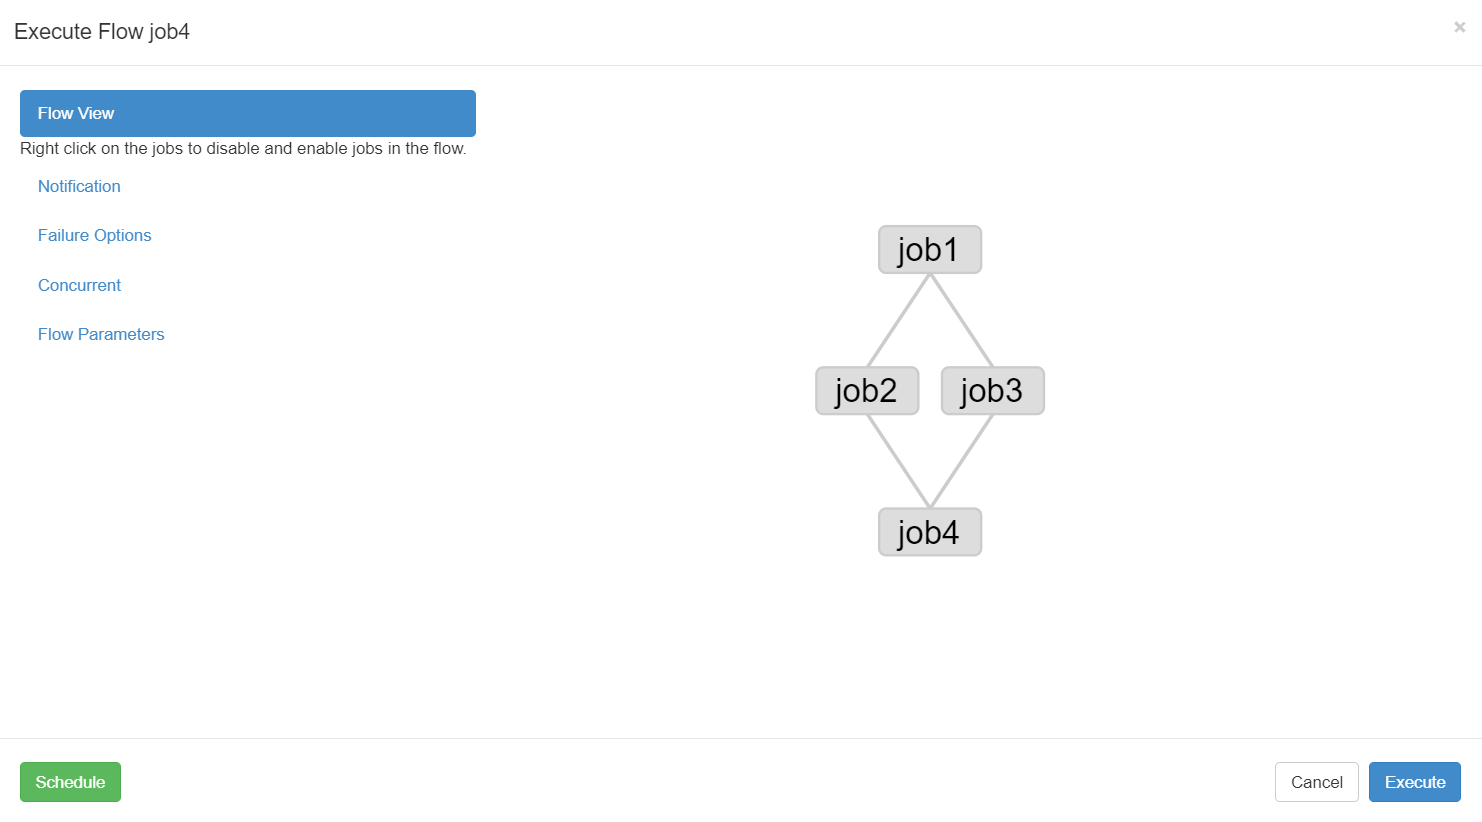 Execute Flow job4
×
Flow View
Right click on the jobs to disable and enable jobs in the flow.
Notification
Failure Options
Concurrent
Flow Parameters
job1
job2 job3
job4
Schedule
Cancel Execute